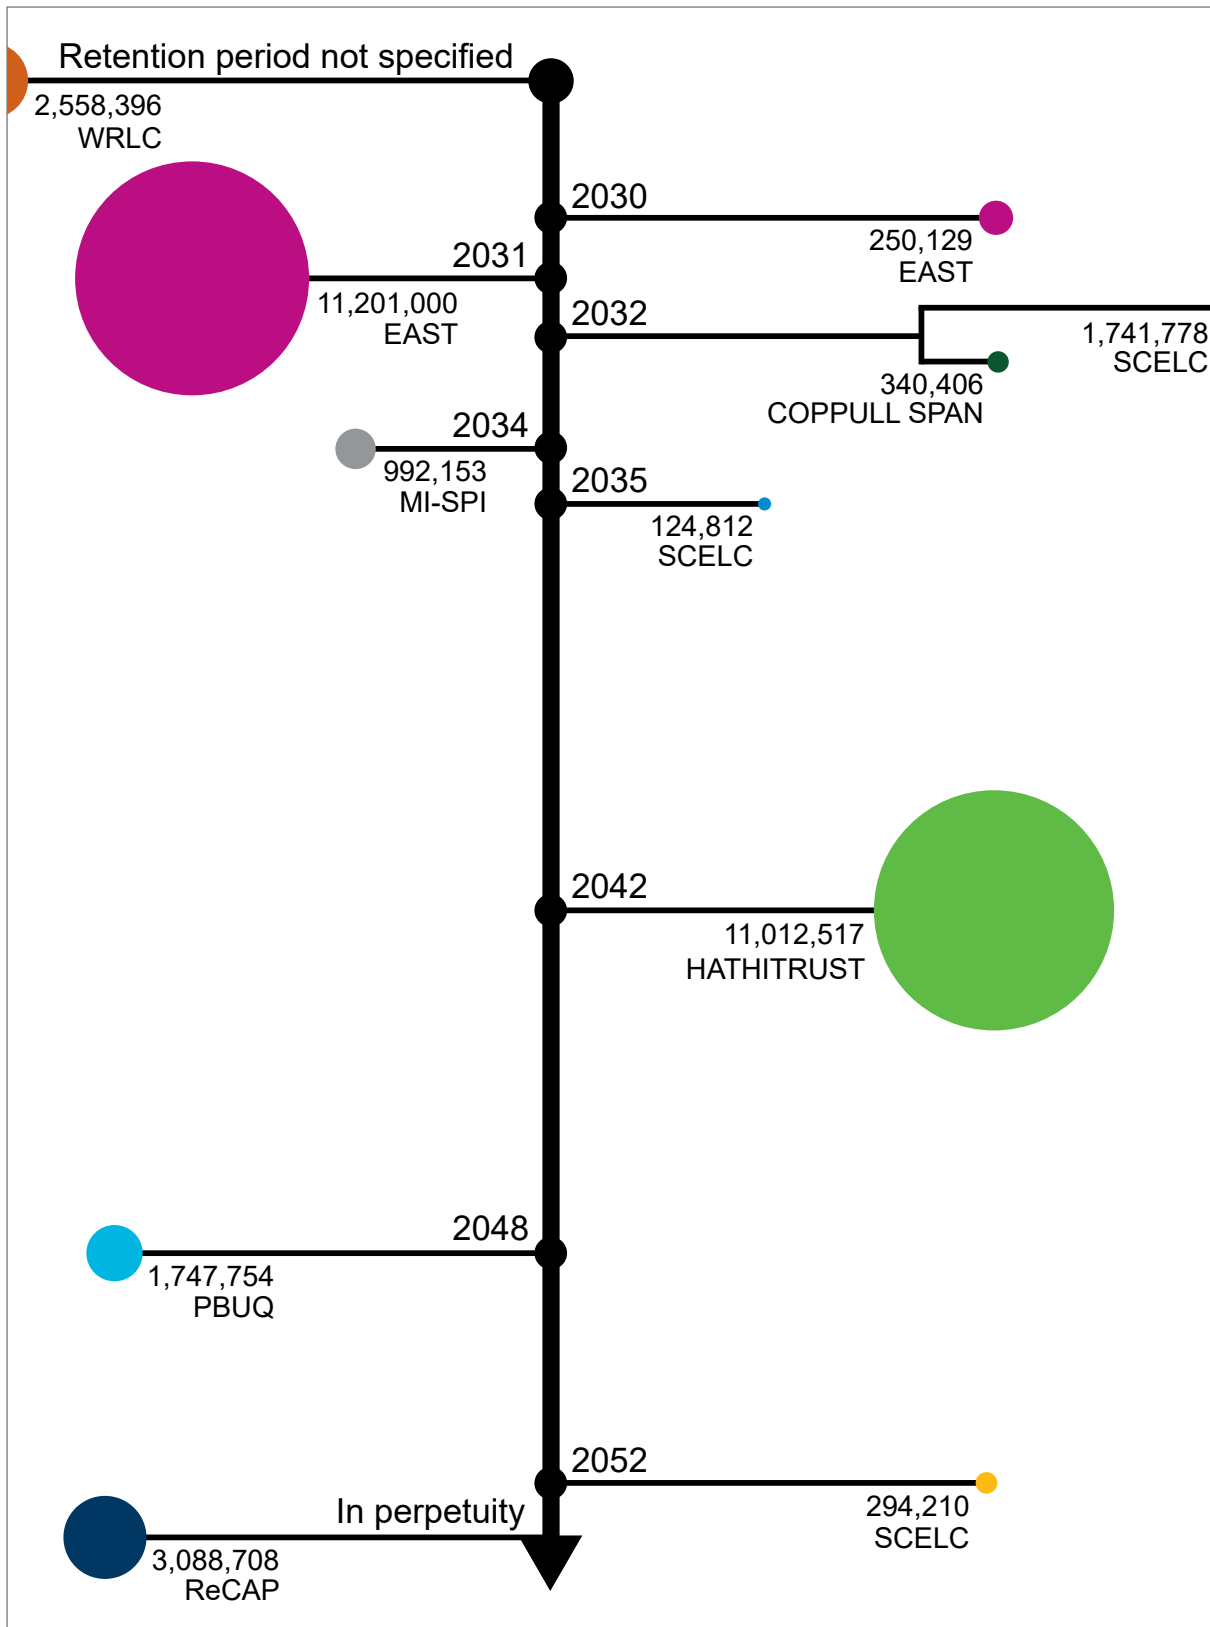 Retention period not specified
2,558,396
WRLC
2030
250,129
EAST
2031
11,201,000
EAST
2032
1,741,778
SCELC
340,406
COPPULL SPAN
2034
992,153
MI-SPI
2035
124,812
SCELC
2042
11,012,517
HATHITRUST
2048
1,747,754
PBUQ
2052
294,210
SCELC
In perpetuity
3,088,708
ReCAP